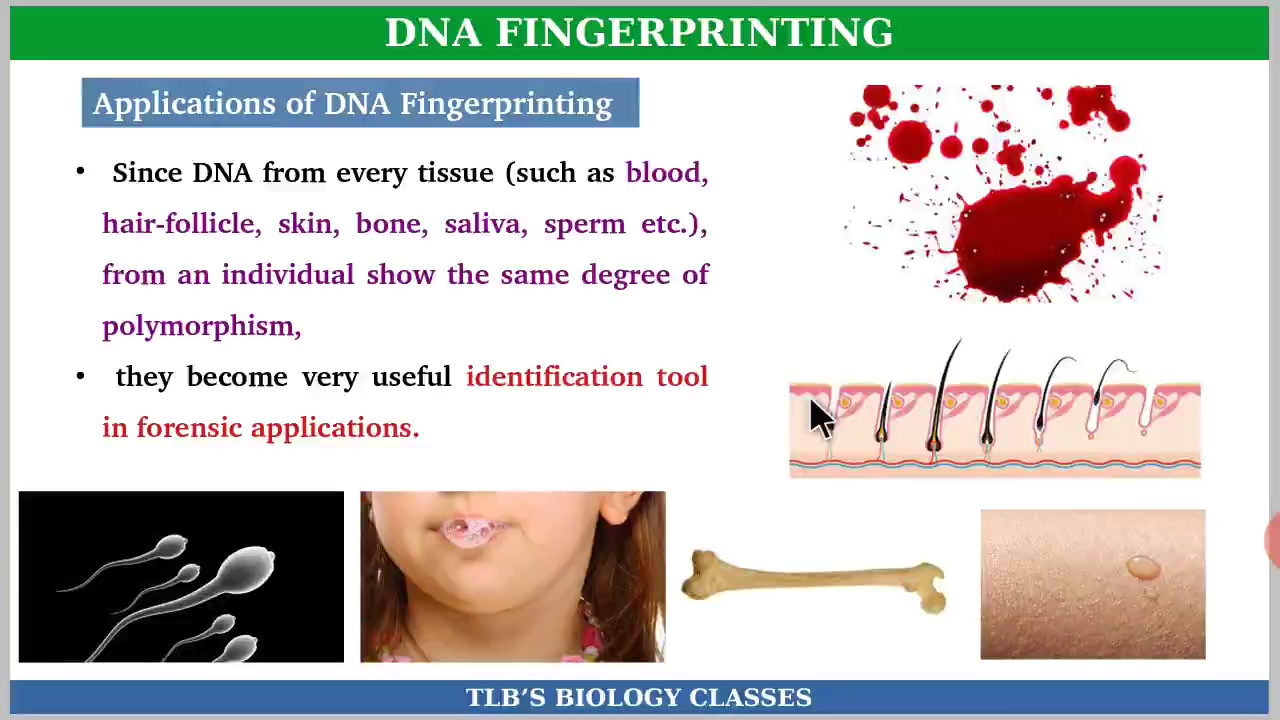 DNA FINGERPRINTING
Applications of DNA Fingerprinting
• Since DNA from every tissue (such as blood,
hair-follicle, skin, bone, saliva, sperm etc.),
from an individual show the same degree of
polymorphism,
• they become very useful identification tool
in forensic applications.
TLB’S BIOLOGY CLASSES